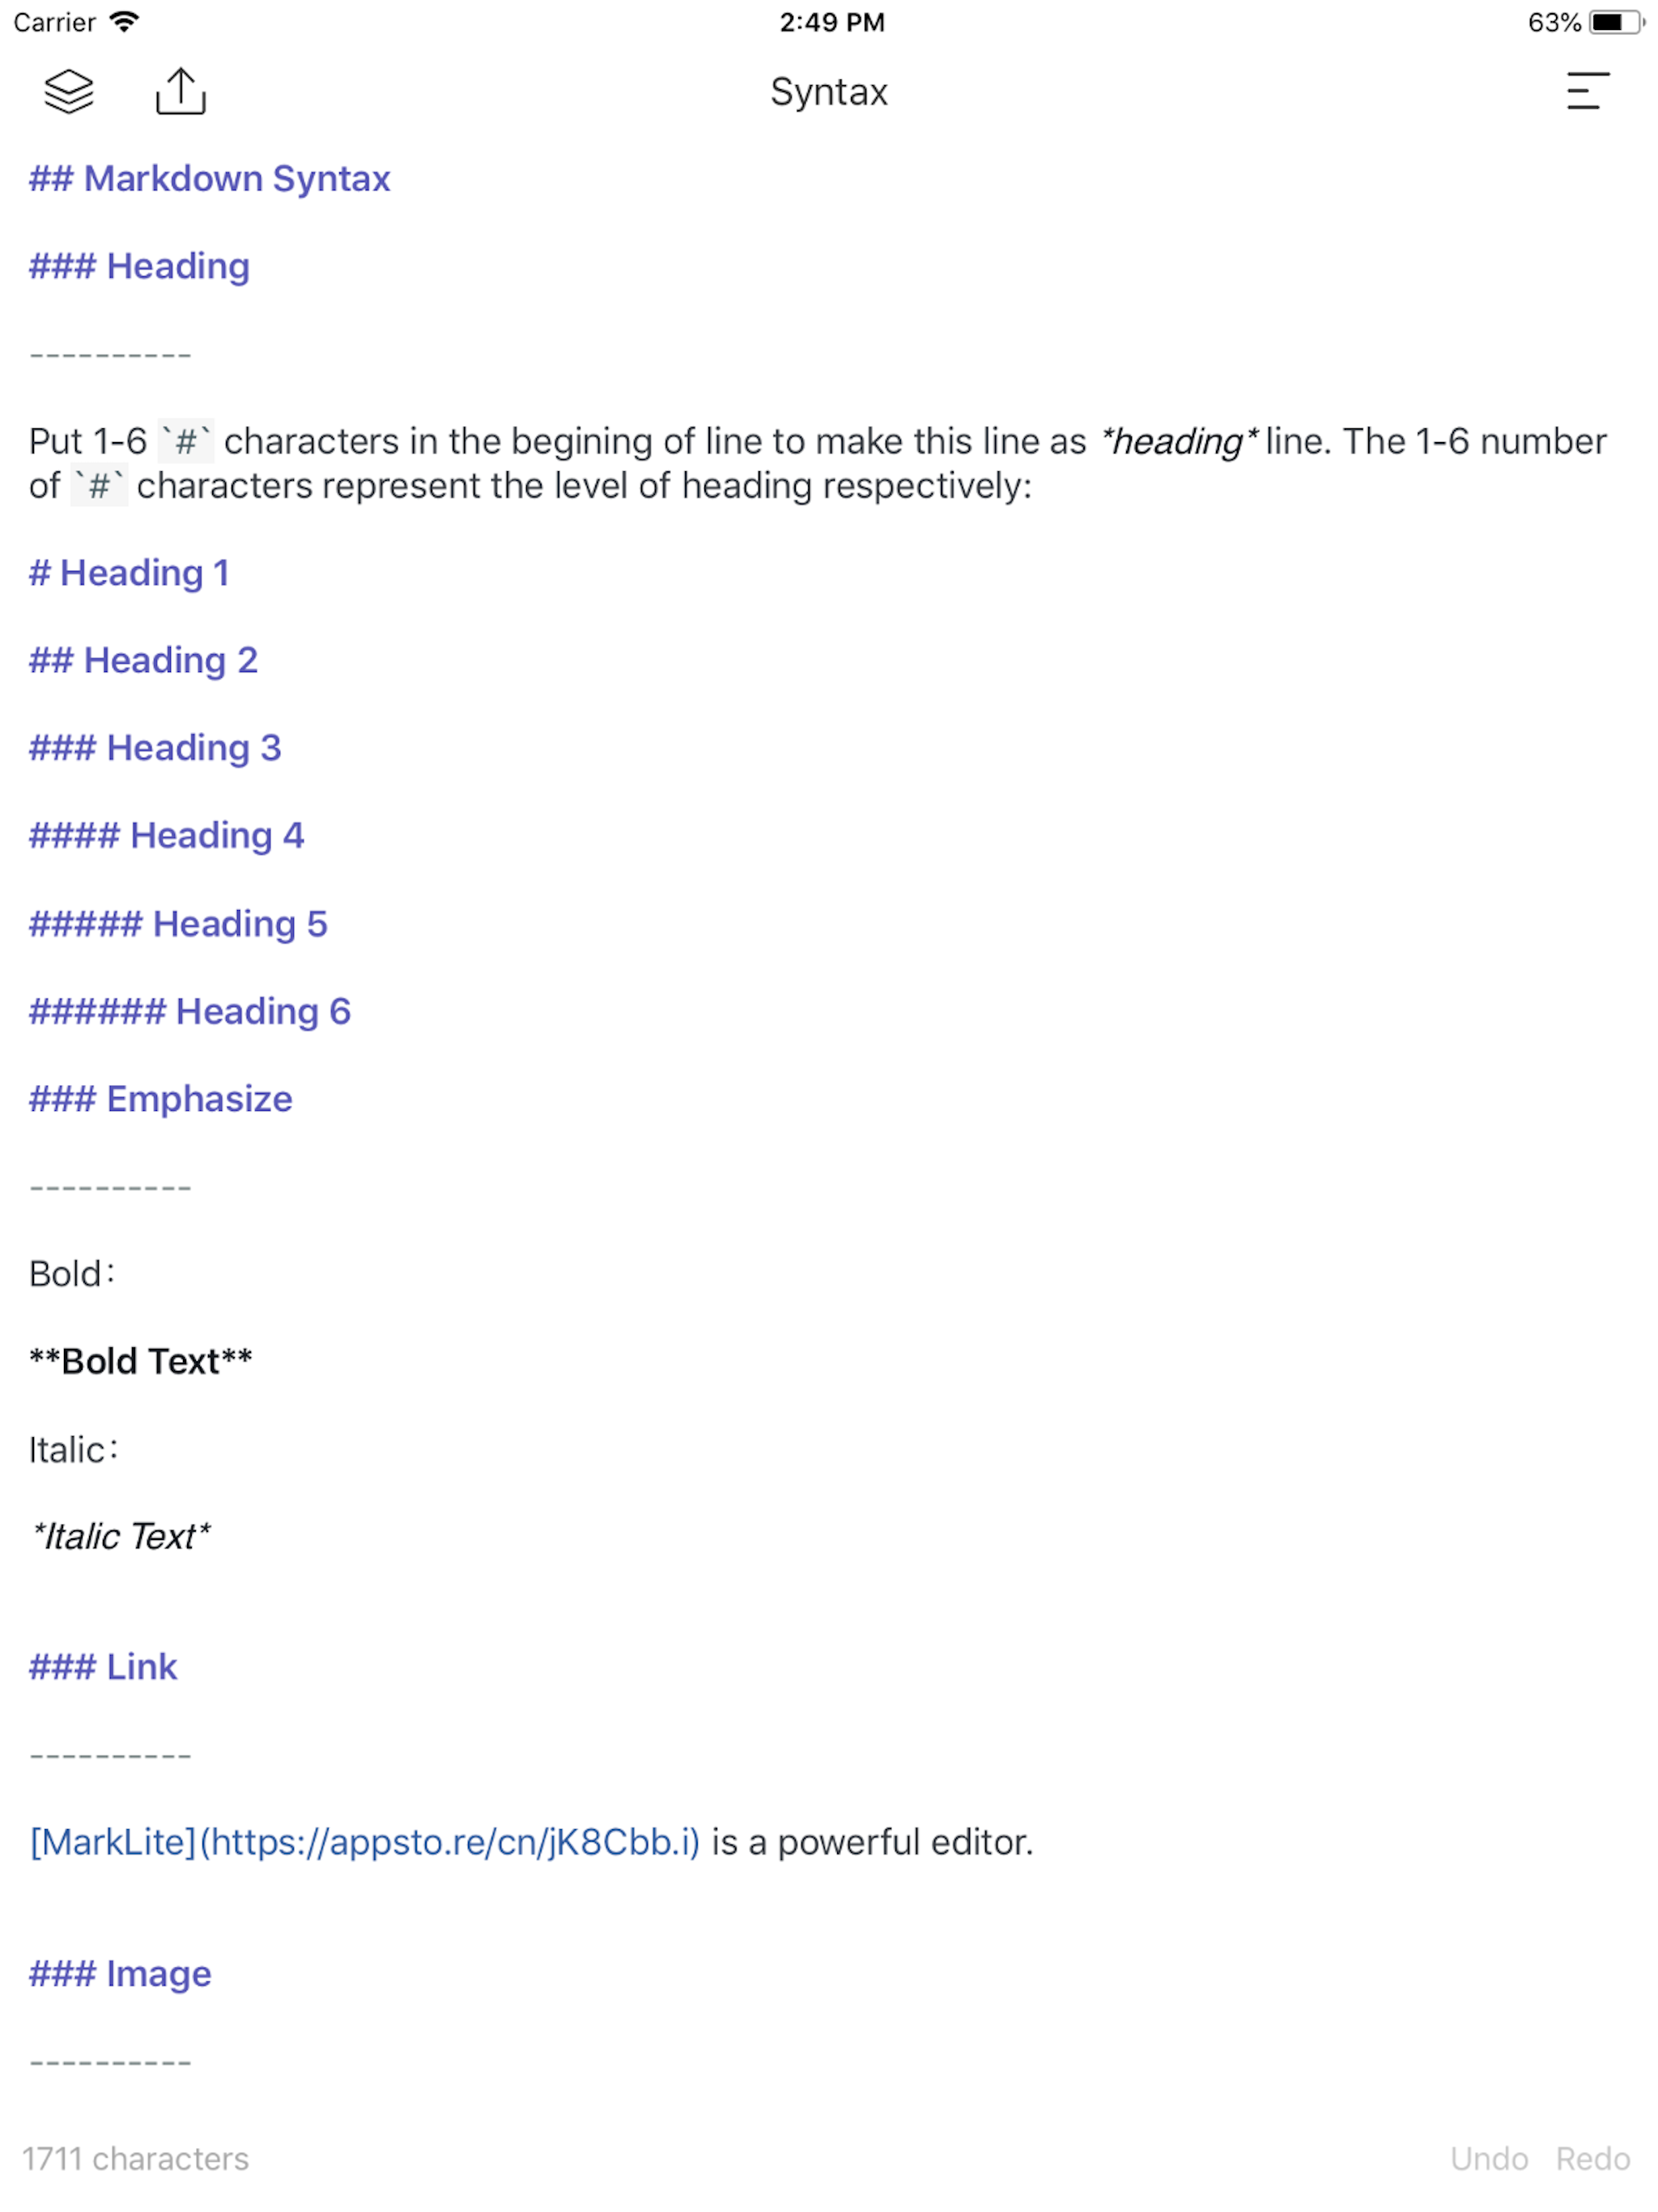 Carrier
2:49 PM
63%
Syntax
## Markdown Syntax
### Heading
----------
Put 1-6 `#` characters in the begining of line to make this line as *heading* line. The 1-6 number
of `#` characters represent the level of heading respectively:
# Heading 1
## Heading 2
### Heading 3
#### Heading 4
##### Heading 5
###### Heading 6
### Emphasize
----------
Bold：
**Bold Text**
Italic：
*Italic Text*
### Link
----------
[MarkLite](https://appsto.re/cn/jK8Cbb.i) is a powerful editor.
### Image
----------
1711 characters
Undo Redo